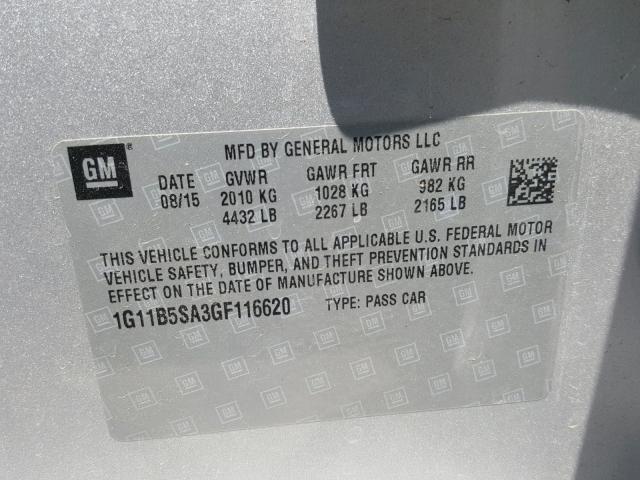 GM®
MFD BY GENERAL MOTORS LLC
DATE GVWR GAWR FRT GAWR RR
08/15 2010 KG 1028 KG 982 KG
4432 LB 2267 LB 2165 LB
THIS VEHICLE CONFORMS TO ALL APPLICABLE U.S. FEDERAL MOTOR
VEHICLE SAFETY, BUMPER, AND THEFT PREVENTION STANDARDS IN
EFFECT ON THE DATE OF MANUFACTURE SHOWN ABOVE.
1G11B5SA3GF116620 TYPE: PASS CAR